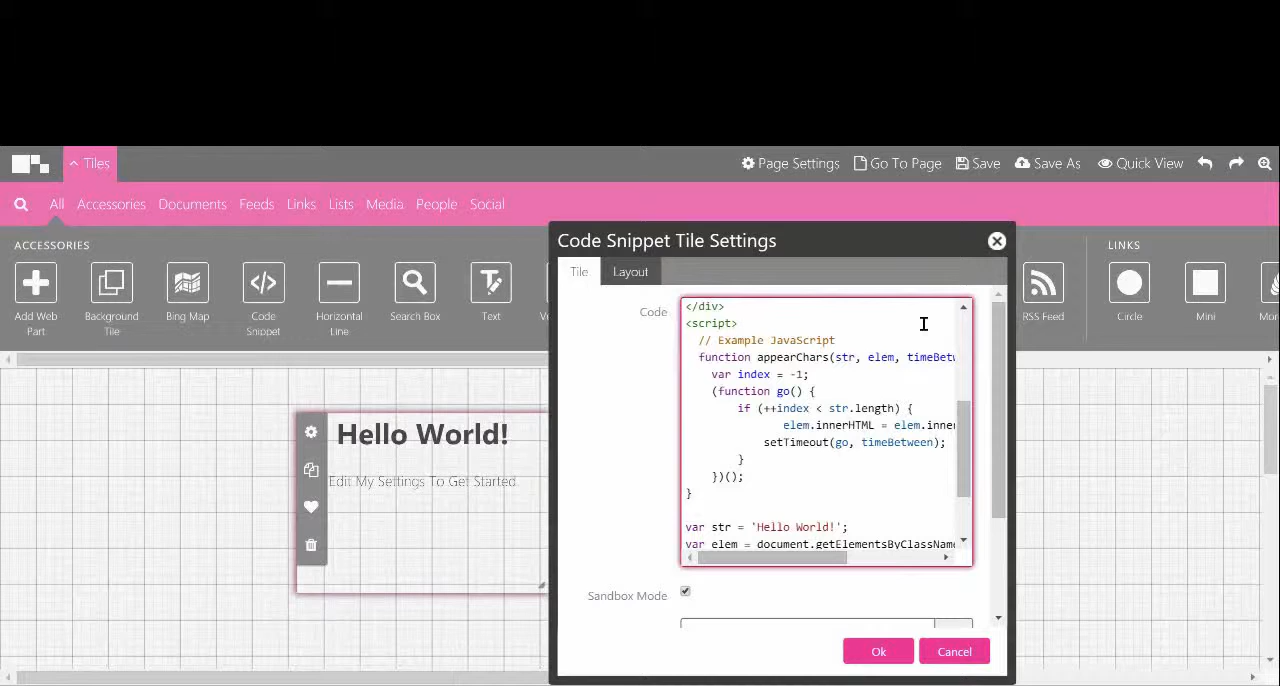 Tiles
Page Settings
Go To Page
Save
Save As
Quick View
All
Accessories
Documents
Feeds
Links
Lists
Media
People
Social
ACCESSORIES
Add Web
Part
Background
Tile
Bing Map
Code
Snippet
Horizontal
Line
Search Box
Text
RSS Feed
LINKS
Circle
Mini
Hello World!
Edit My Settings To Get Started
Code Snippet Tile Settings
Tile
Layout
Code
</div>
<script>
// Example JavaScript
function appearChars(str, elem, timeBetw
var index = -1;
(function go() {
if (++index < str.length) {
elem.innerHTML = elem.inner
setTimeout(go, timeBetween);
}
})();
}
var str = 'Hello World!';
var elem = document.getElementsByClassName
Sandbox Mode
Ok
Cancel